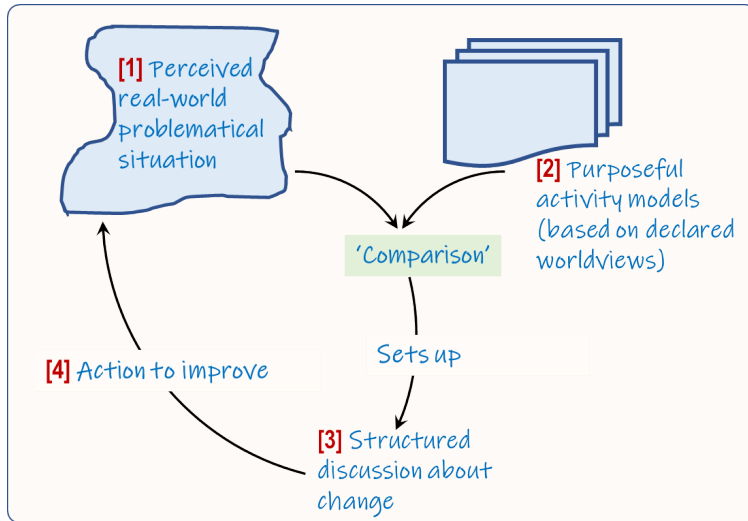 [1] Perceived
real-world
problematical
situation
[2] Purposeful
activity models
(based on declared
worldviews)
‘Comparison’
Sets up
[3] Structured
discussion about
change
[4] Action to improve